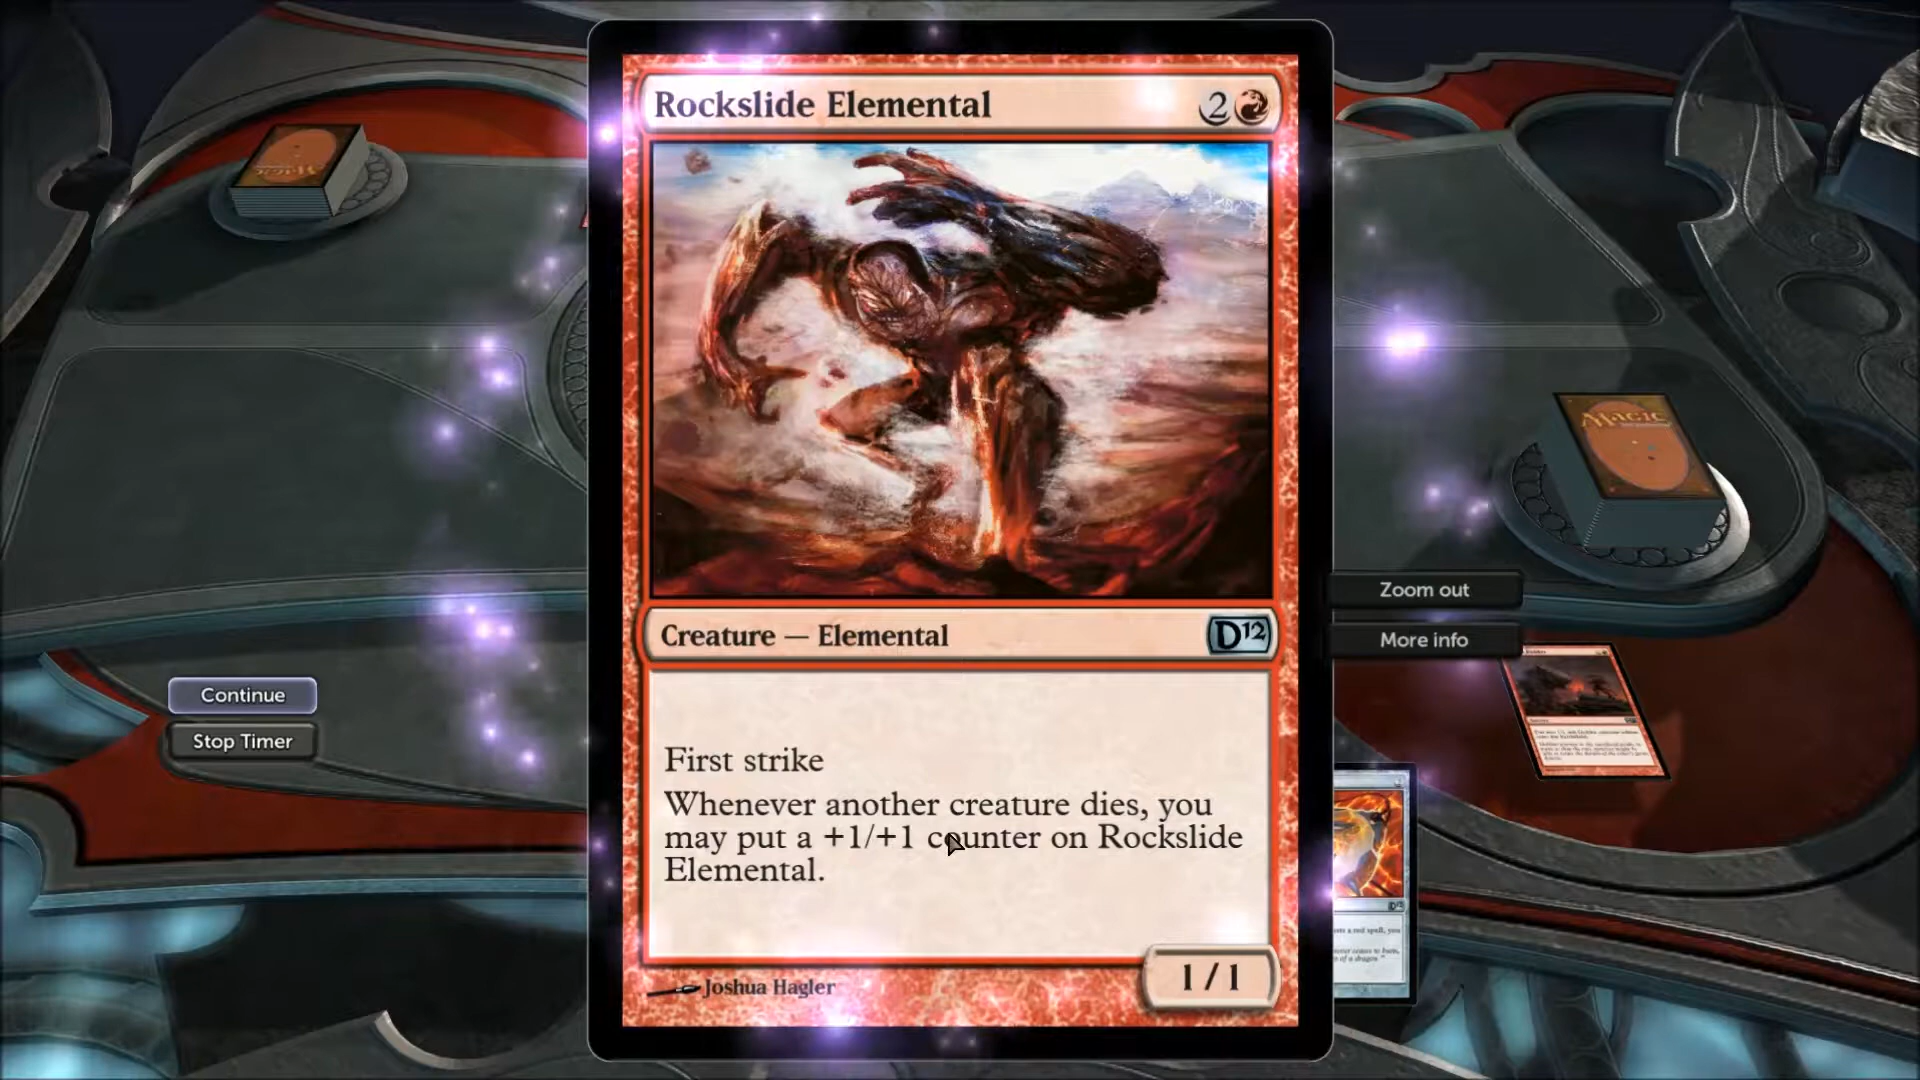 Rockslide Elemental
2
Creature — Elemental
D12
First strike
Whenever another creature dies, you
may put a +1/+1 counter on Rockslide
Elemental.
1/1
Joshua Hagler
Continue
Stop Timer
Zoom out
More info
MAGIC